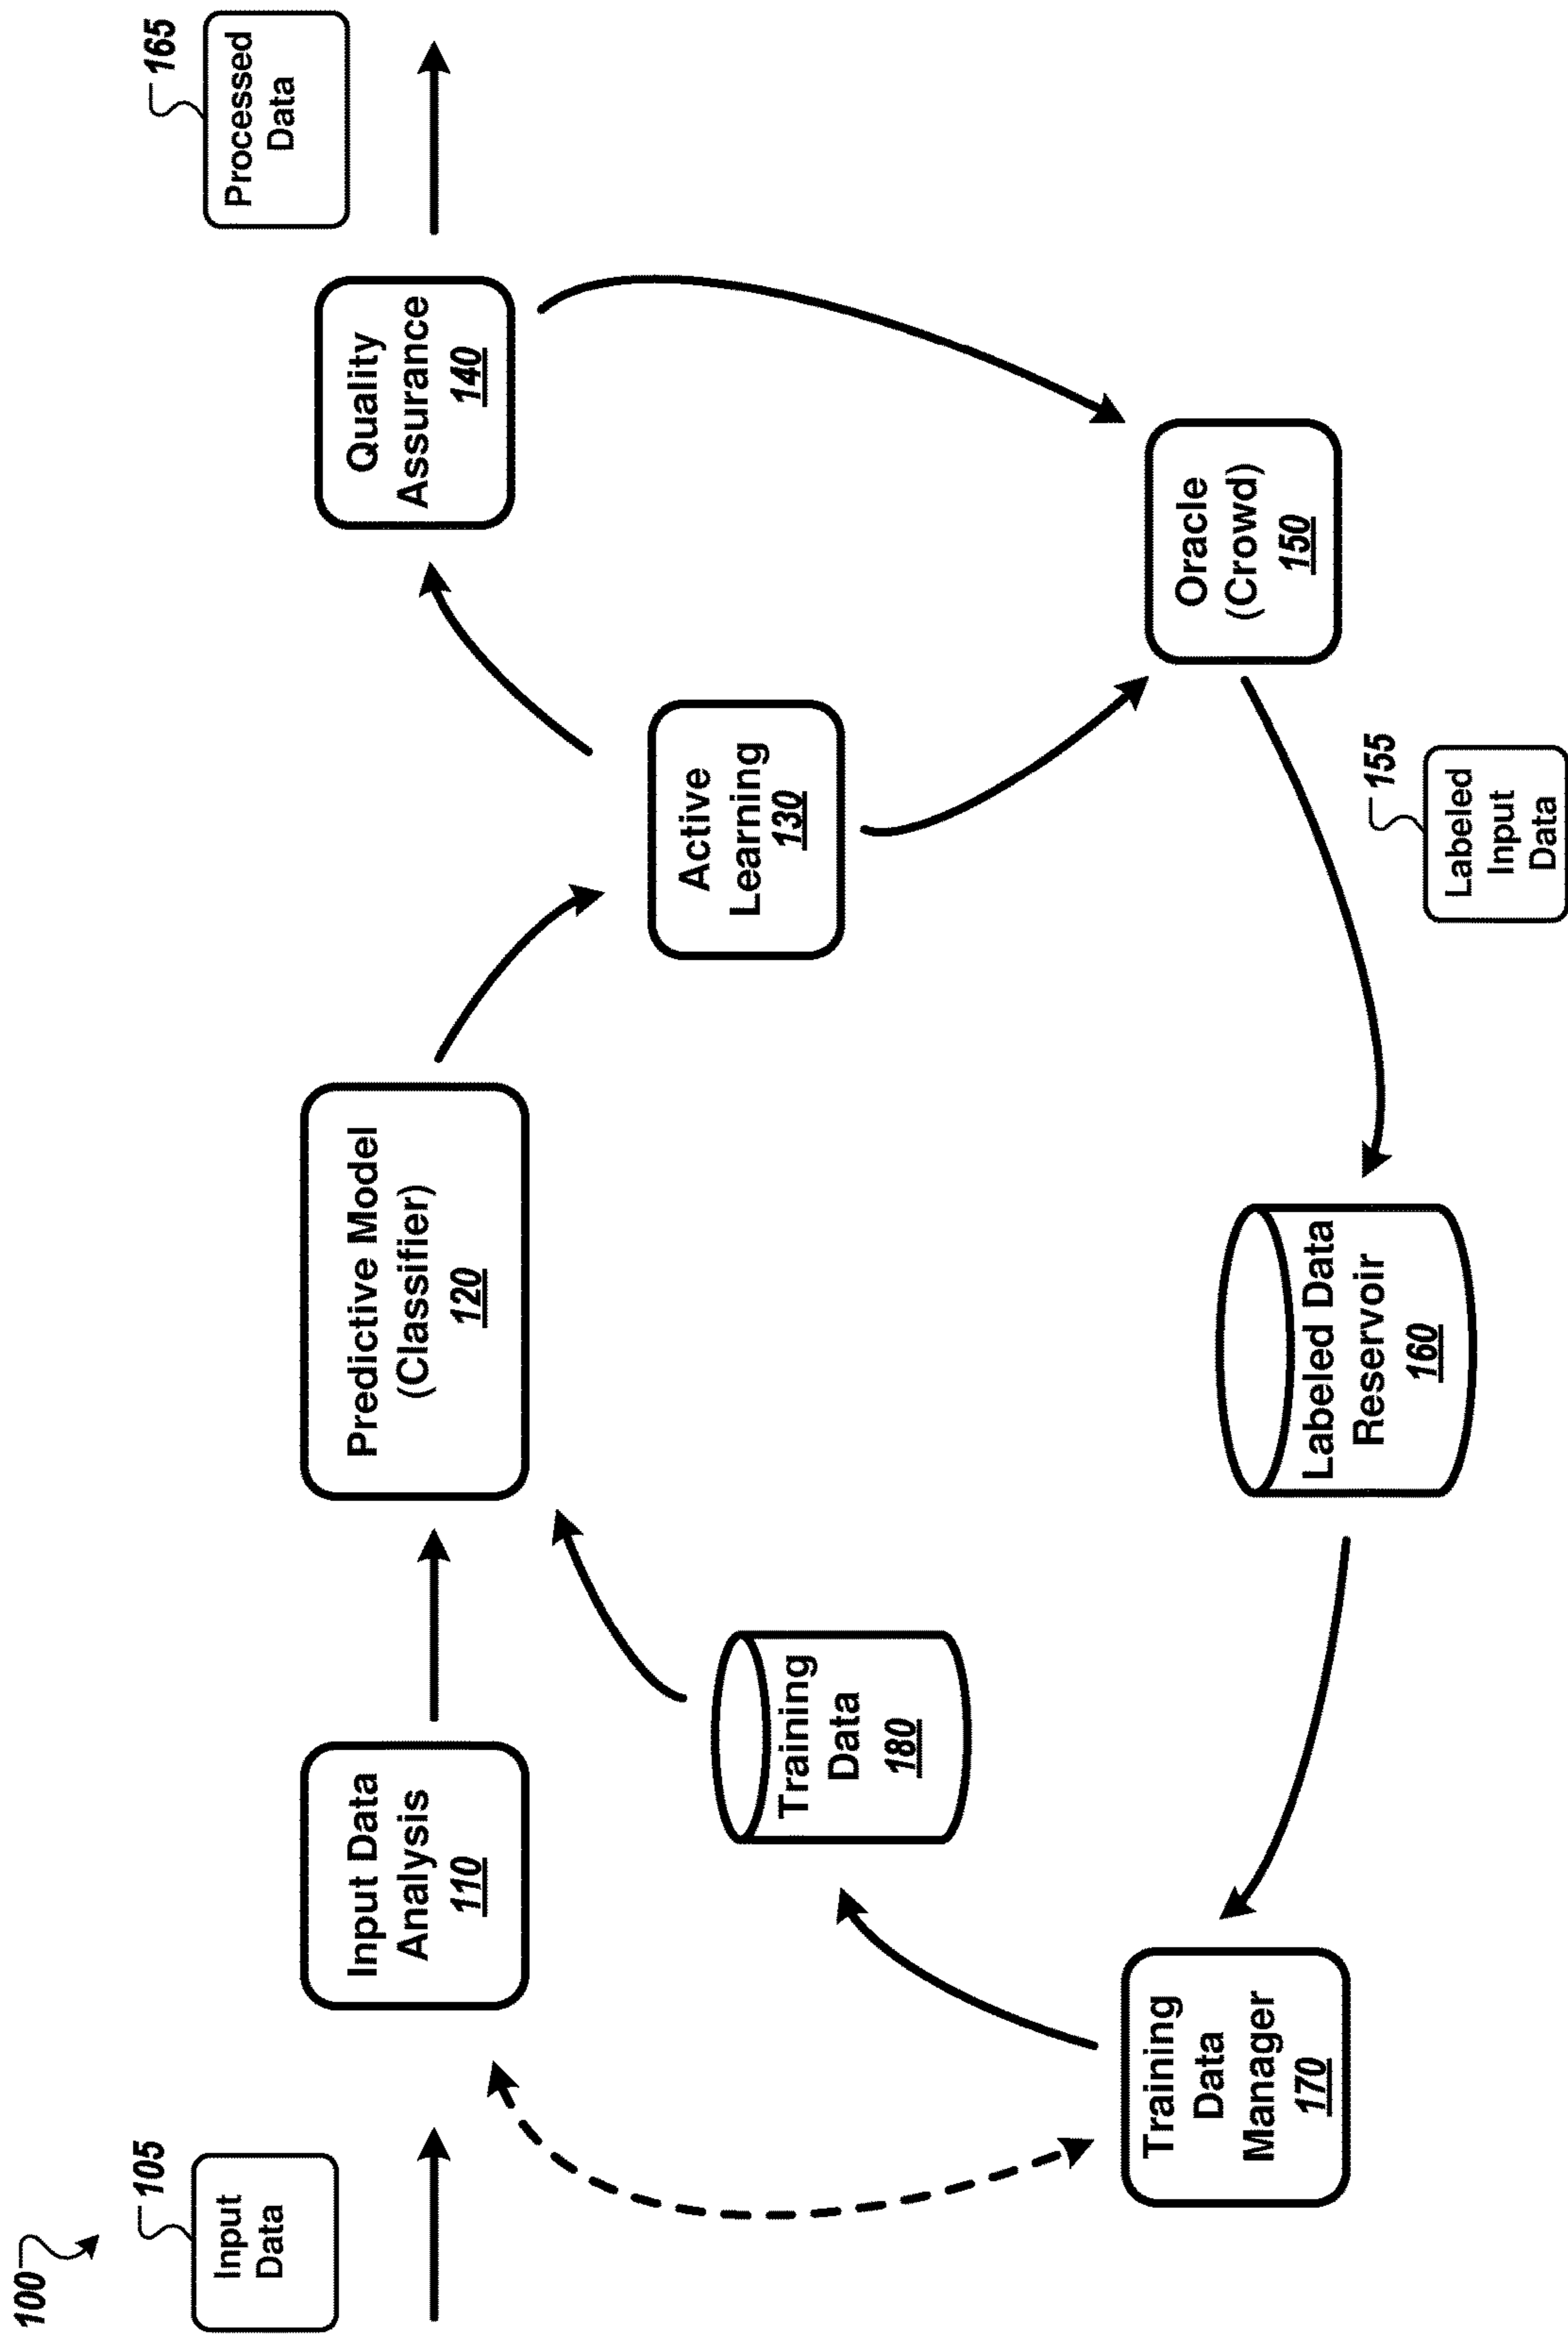 100
105
Input
Data
Input Data
Analysis
110
Predictive Model
(Classifier)
120
Active
Learning
130
Quality
Assurance
140
165
Processed
Data
Oracle
(Crowd)
150
155
Labeled
Input
Data
Labeled Data
Reservoir
160
Training
Data
Manager
170
Training
Data
180